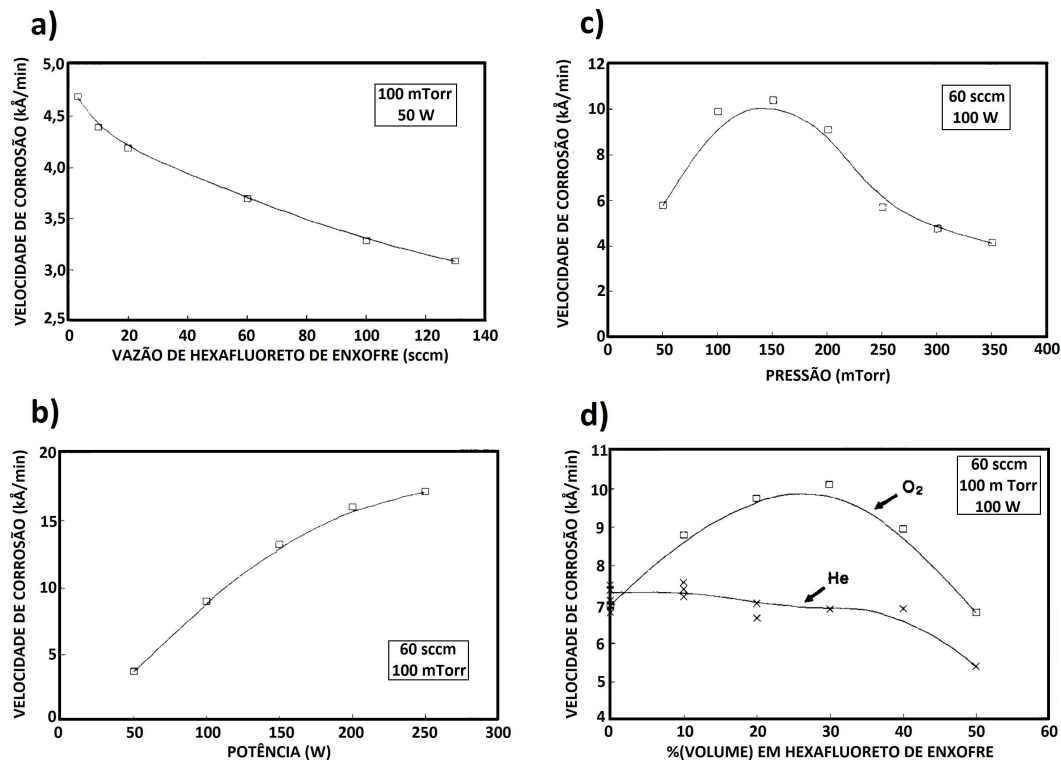 a)
VELOCIDADE DE CORROSÃO (kÅ/min)
5,0
4,5
4,0
3,5
3,0
2,5
100 mTorr
50 W
0 20 40 60 80 100 120 140
VAZÃO DE HEXAFLUORETO DE ENXOFRE (sccm)
c)
VELOCIDADE DE CORROSÃO (kÅ/min)
12
10
8
6
4
2
0
60 sccm
100 W
0 50 100 150 200 250 300 350 400
PRESSÃO (mTorr)
b)
VELOCIDADE DE CORROSÃO (kÅ/min)
20
15
10
5
0
60 sccm
100 mTorr
0 50 100 150 200 250 300
POTÊNCIA (W)
d)
VELOCIDADE DE CORROSÃO (kÅ/min)
11
10
9
8
7
6
5
4
60 sccm
100 m Torr
100 W
O₂
He
0 10 20 30 40 50 60
%(VOLUME) EM HEXAFLUORETO DE ENXOFRE